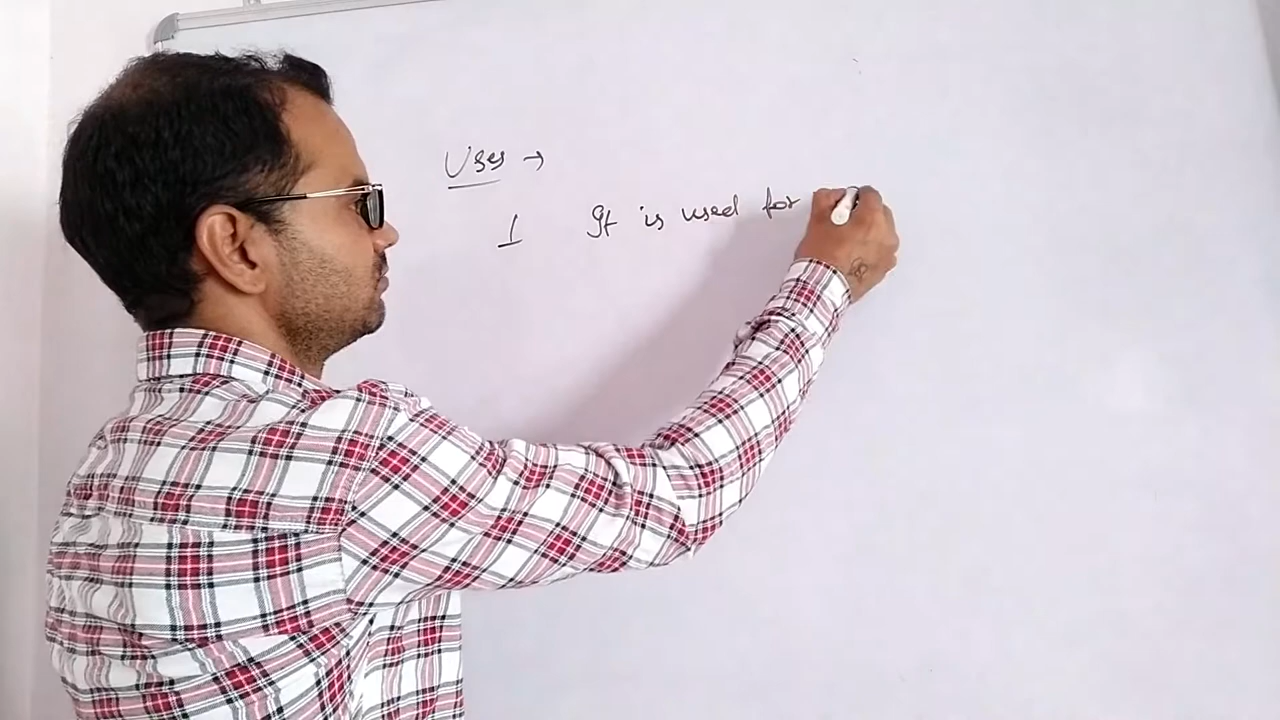 Uses →
1 It is used for